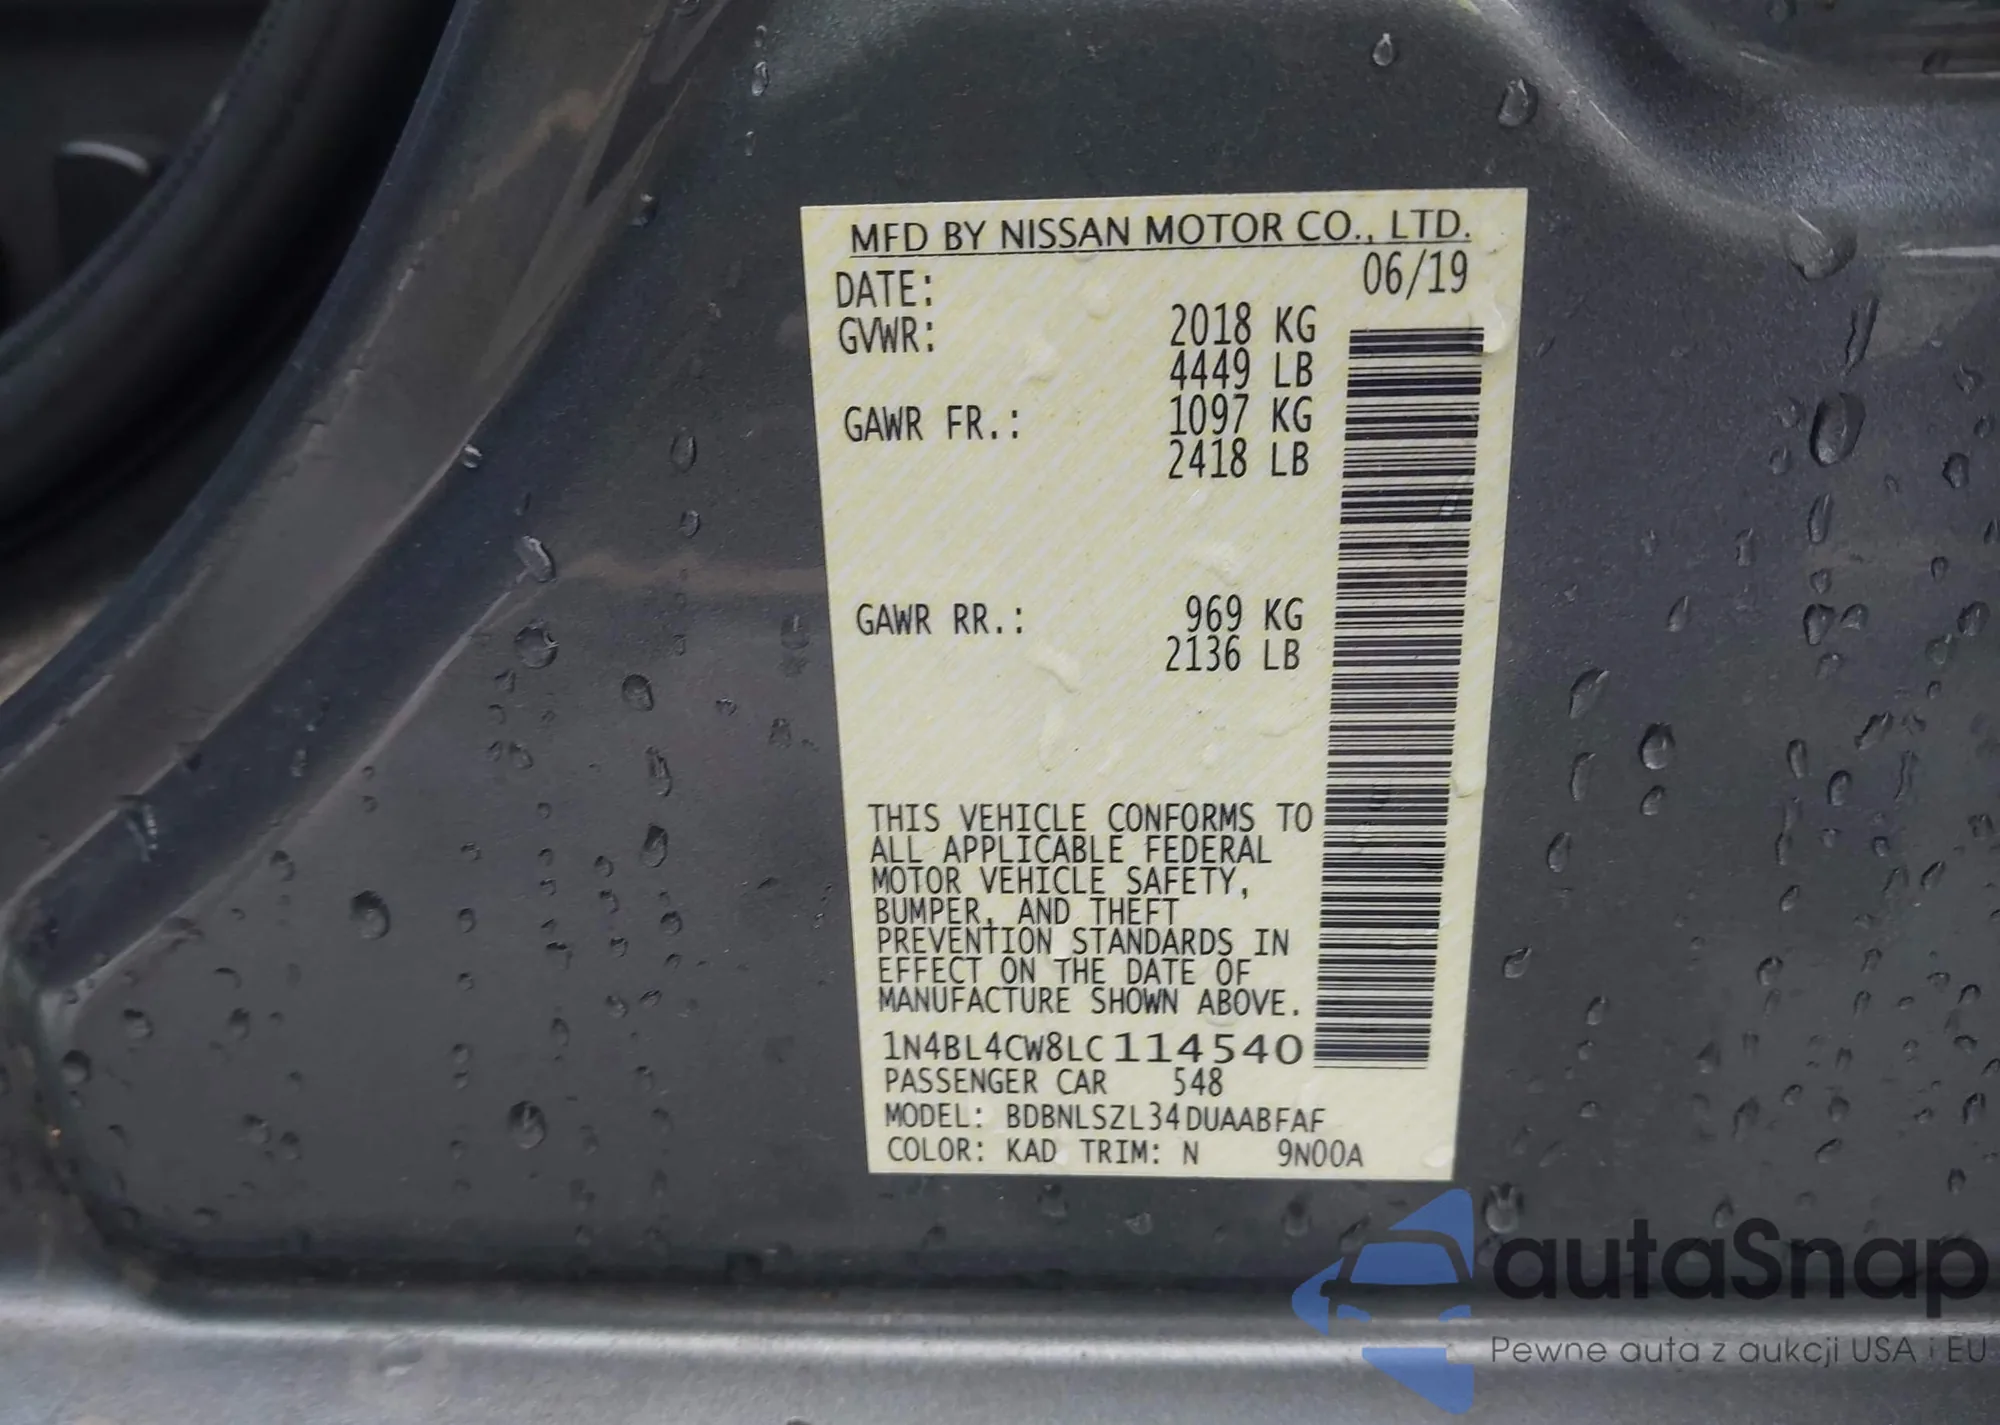 MFD BY NISSAN MOTOR CO., LTD.
DATE: 06/19
GVWR: 2018 KG
4449 LB
GAWR FR.: 1097 KG
2418 LB
GAWR RR.: 969 KG
2136 LB
THIS VEHICLE CONFORMS TO
ALL APPLICABLE FEDERAL
MOTOR VEHICLE SAFETY,
BUMPER, AND THEFT
PREVENTION STANDARDS IN
EFFECT ON THE DATE OF
MANUFACTURE SHOWN ABOVE.
1N4BL4CW8LC114540
PASSENGER CAR 548
MODEL: BDBNLSZL34DUAABFAF
COLOR: KAD TRIM: N 9N00A
autaSnap
Pewne auta z aukcji USA i EU